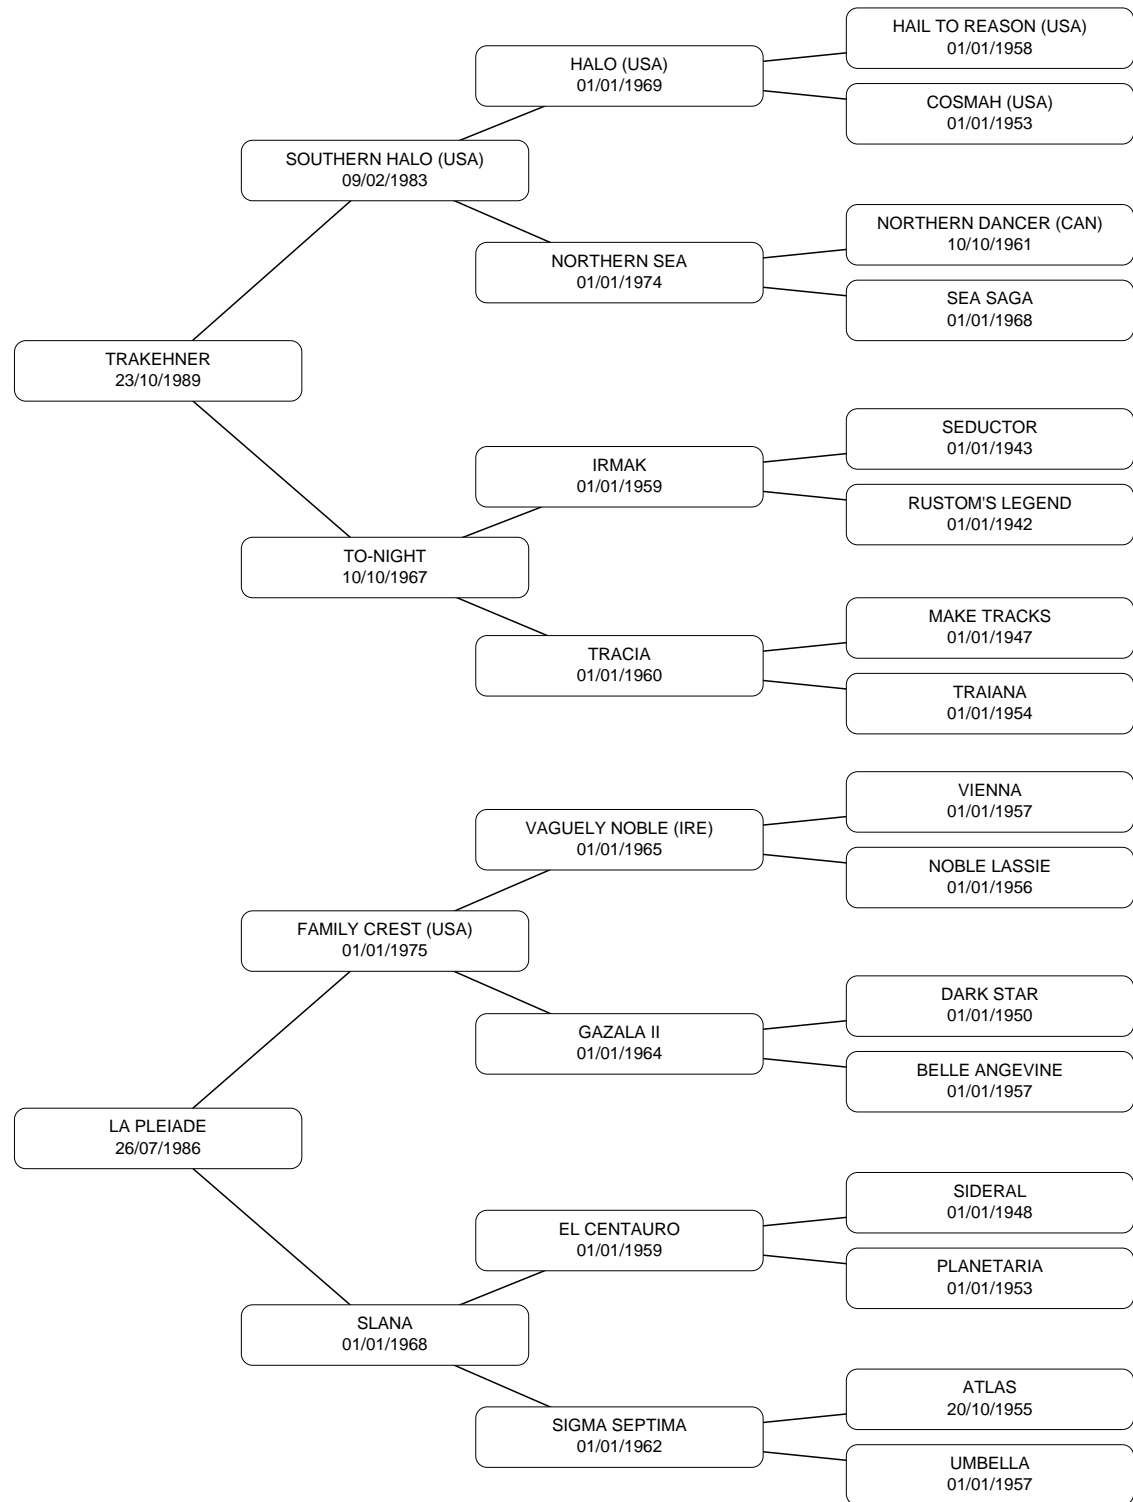 HAIL TO REASON (USA)
01/01/1958
HALO (USA)
01/01/1969
COSMAH (USA)
01/01/1953
SOUTHERN HALO (USA)
09/02/1983
NORTHERN DANCER (CAN)
10/10/1961
NORTHERN SEA
01/01/1974
SEA SAGA
01/01/1968
TRAKEHNER
23/10/1989
SEDUCTOR
01/01/1943
IRMAK
01/01/1959
RUSTOM'S LEGEND
01/01/1942
TO-NIGHT
10/10/1967
MAKE TRACKS
01/01/1947
TRACIA
01/01/1960
TRAIANA
01/01/1954
VIENNA
01/01/1957
VAGUELY NOBLE (IRE)
01/01/1965
NOBLE LASSIE
01/01/1956
FAMILY CREST (USA)
01/01/1975
DARK STAR
01/01/1950
GAZALA II
01/01/1964
BELLE ANGEVINE
01/01/1957
LA PLEIADE
26/07/1986
SIDERAL
01/01/1948
EL CENTAURO
01/01/1959
PLANETARIA
01/01/1953
SLANA
01/01/1968
ATLAS
20/10/1955
SIGMA SEPTIMA
01/01/1962
UMBELLA
01/01/1957